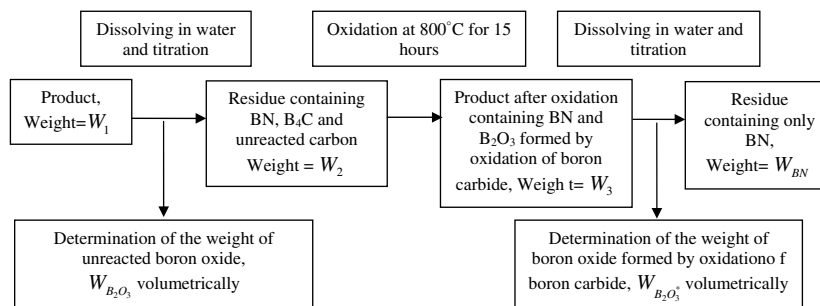 Dissolving in water
and titration
Oxidation at 800°C for 15
hours
Dissolving in water and
titration
Product,
Weight=W₁
Residue containing
BN, B₄C and
unreacted carbon
Weight = W₂
Product after oxidation
containing BN and
B₂O₃ formed by
oxidation of boron
carbide, Weigh t= W₃
Residue
containing only
BN,
Weight= W_BN
Determination of the weight of
unreacted boron oxide,
W_B₂O₃ volumetrically
Determination of the weight of
boron oxide formed by oxidationo f
boron carbide, W_B₂O₃* volumetrically